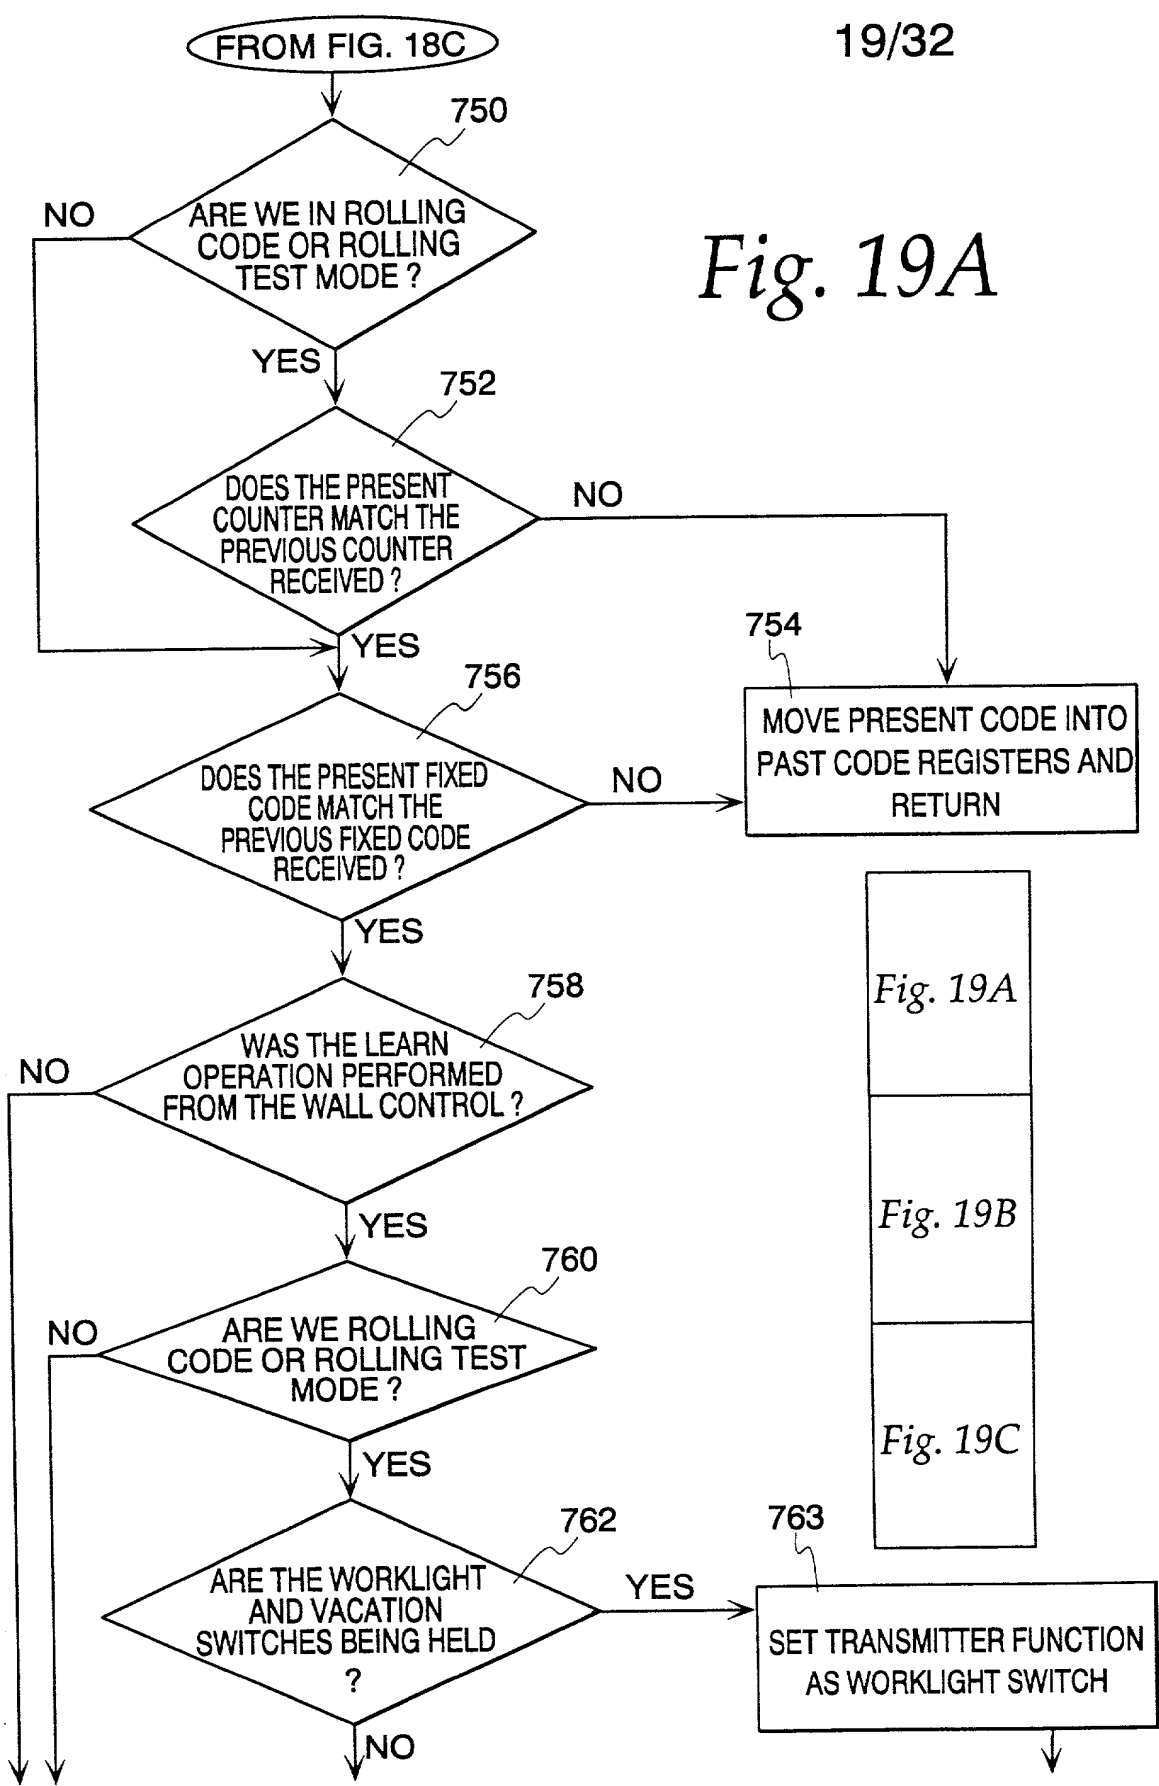 FROM FIG. 18C
19/32
750
NO
ARE WE IN ROLLING
CODE OR ROLLING
TEST MODE ?
Fig. 19A
YES
752
DOES THE PRESENT
COUNTER MATCH THE
PREVIOUS COUNTER
RECEIVED ?
NO
YES
754
MOVE PRESENT CODE INTO
PAST CODE REGISTERS AND
RETURN
756
DOES THE PRESENT FIXED
CODE MATCH THE
PREVIOUS FIXED CODE
RECEIVED ?
NO
YES
758
NO
WAS THE LEARN
OPERATION PERFORMED
FROM THE WALL CONTROL ?
YES
Fig. 19A
Fig. 19B
Fig. 19C
760
NO
ARE WE ROLLING
CODE OR ROLLING TEST
MODE ?
YES
762
ARE THE WORKLIGHT
AND VACATION
SWITCHES BEING HELD
?
YES
NO
763
SET TRANSMITTER FUNCTION
AS WORKLIGHT SWITCH